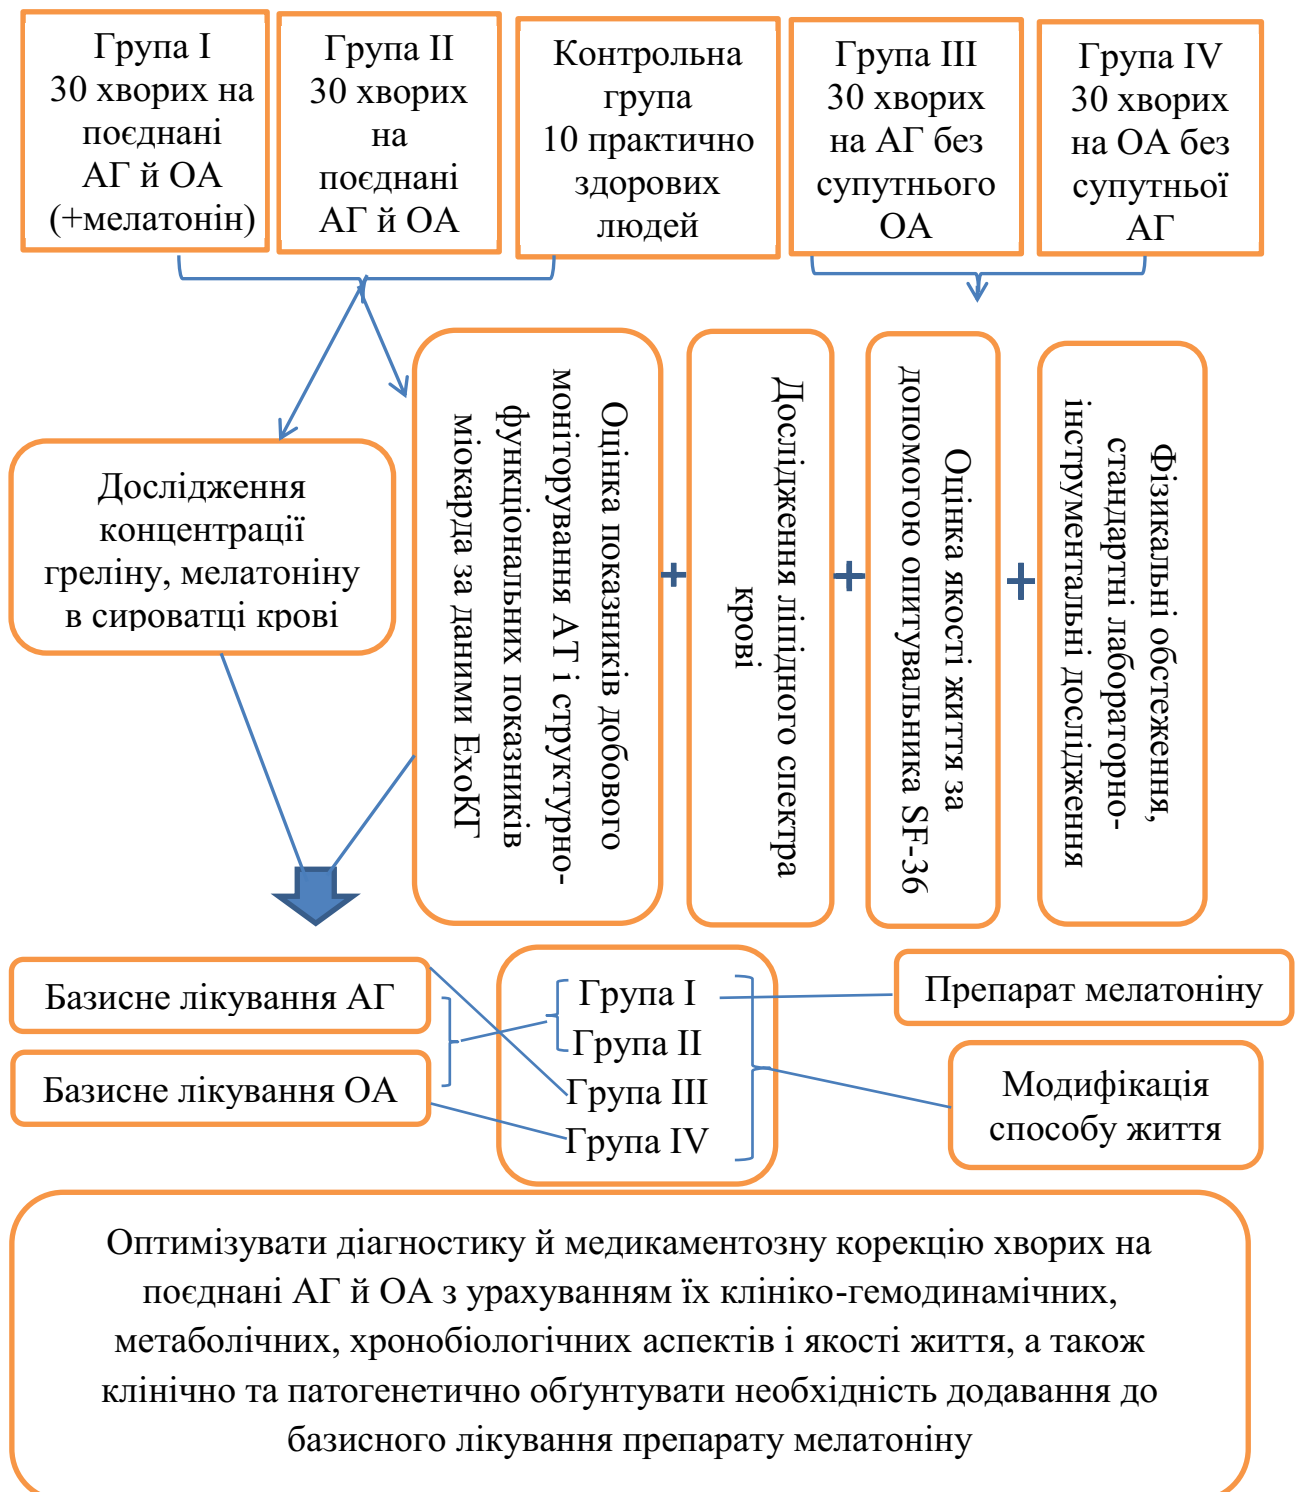 Група I
30 хворих на
поєднані
АГ й ОА
(+мелатонін)
Група II
30 хворих
на
поєднані
АГ й ОА
Контрольна
група
10 практично
здорових
людей
Група III
30 хворих
на АГ без
супутнього
ОА
Група IV
30 хворих
на ОА без
супутньої
АГ
Дослідження
концентрації
греліну, мелатоніну
в сироватці крові
Оцінка показників добового
моніторування АТ і структурно-
функціональних показників
міокарда за даними ЕхоКГ
+
Дослідження ліпідного спектра
крові
+
Оцінка якості життя за
допомогою опитувальника SF-36
+
Фізикальні обстеження,
стандартні лабораторно-
інструментальні дослідження
Базисне лікування АГ
Базисне лікування ОА
Група I
Група II
Група III
Група IV
Препарат мелатоніну
Модифікація
способу життя
Оптимізувати діагностику й медикаментозну корекцію хворих на
поєднані АГ й ОА з урахуванням їх клініко-гемодинамічних,
метаболічних, хронобіологічних аспектів і якості життя, а також
клінічно та патогенетично обґунтувати необхідність додавання до
базисного лікування препарату мелатоніну